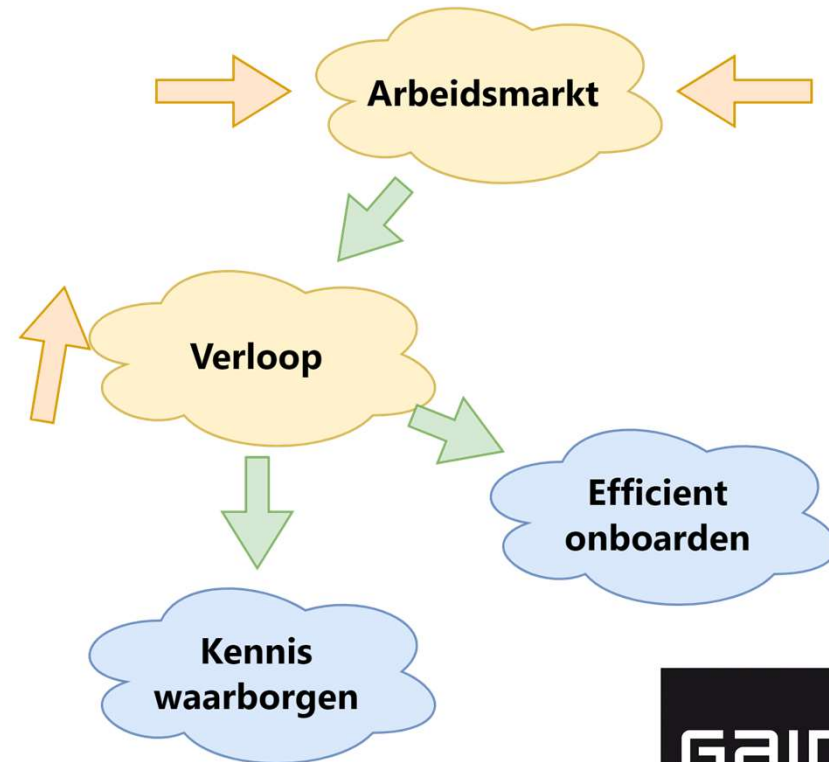 Arbeidsmarkt
Verloop
Efficient
onboarden
Kennis
waarborgen